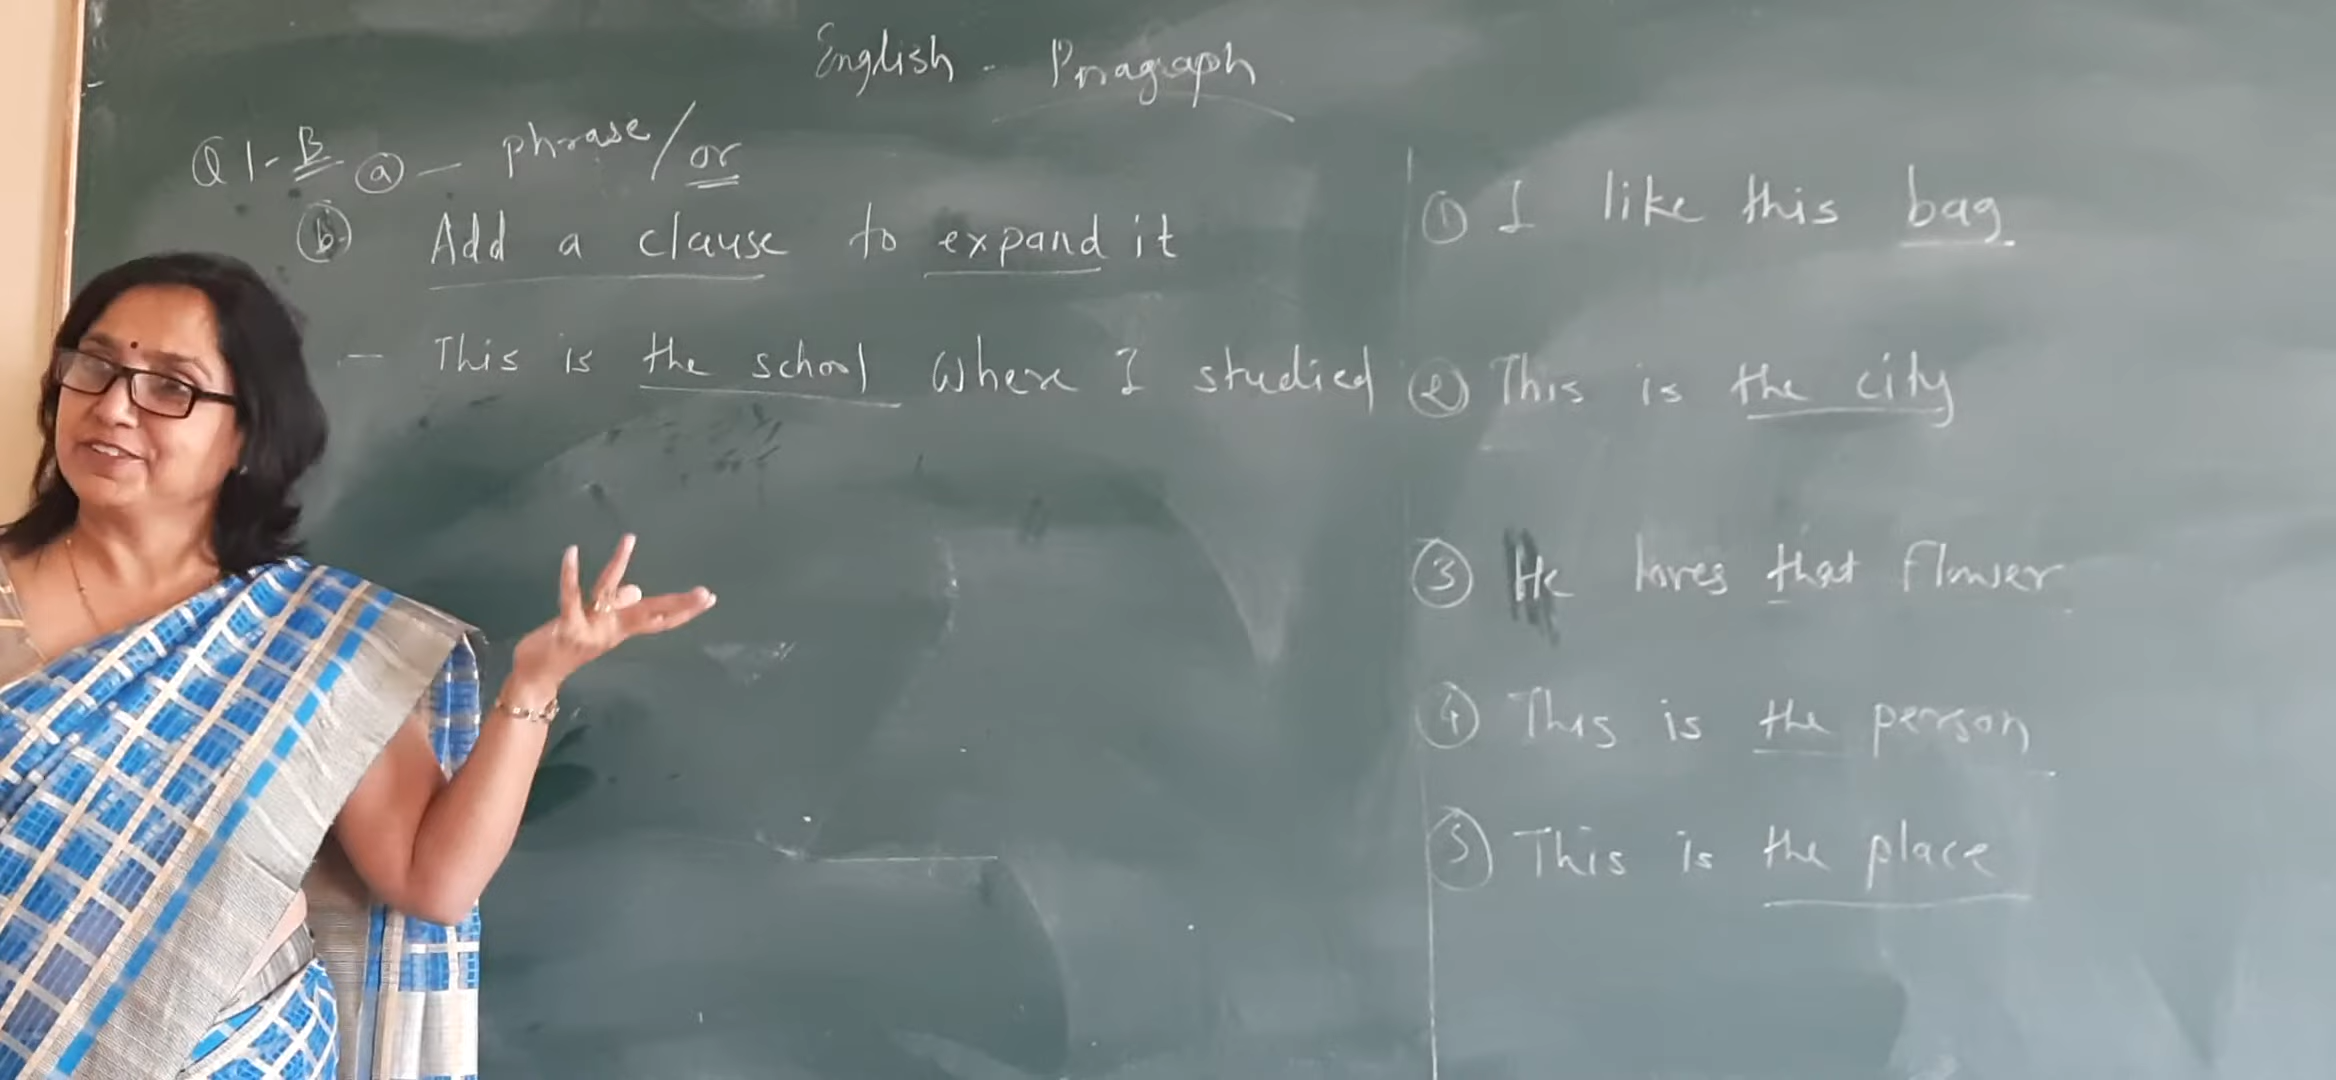 English - Paragraph
Q1-B (a) - phrase / or
(b) Add a clause to expand it
- This is the school where I studied
(1) I like this bag
(2) This is the city
(3) He loves that flower
(4) This is the person
(5) This is the place